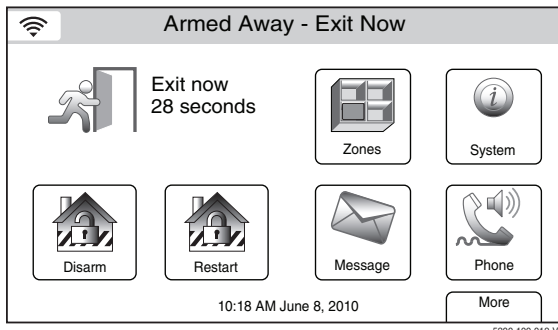 Armed Away - Exit Now
Exit now
28 seconds
Zones
System
Disarm
Restart
Message
Phone
10:18 AM June 8, 2010
More